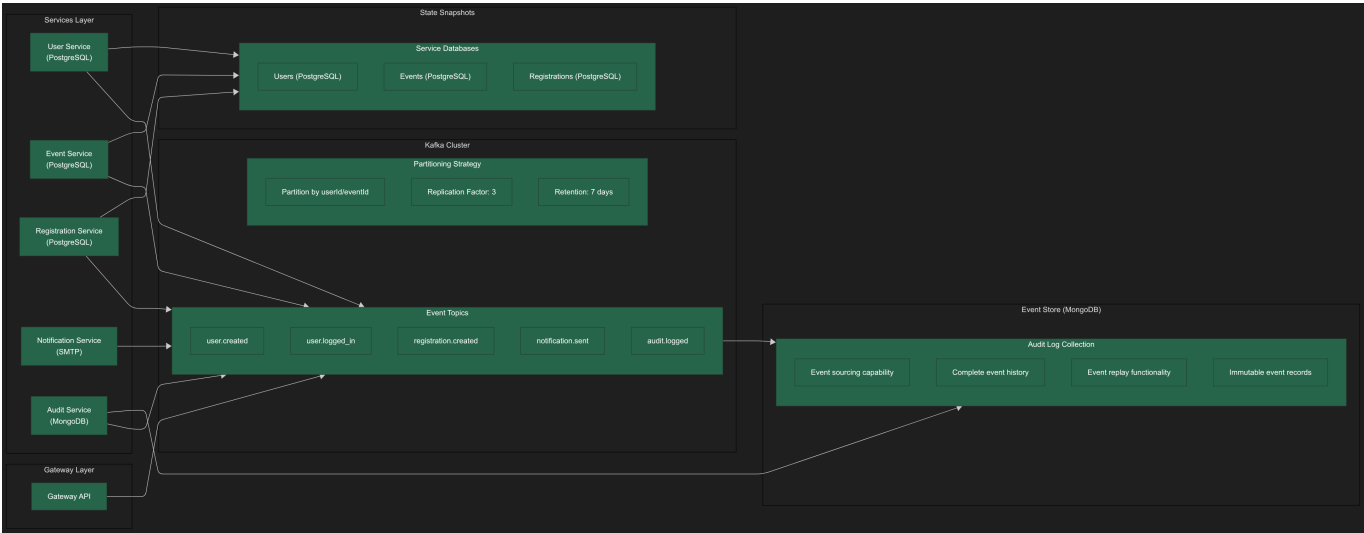 Services Layer
User Service
(PostgreSQL)
Event Service
(PostgreSQL)
Registration Service
(PostgreSQL)
Notification Service
(SMTP)
Audit Service
(MongoDB)
Gateway Layer
Gateway API
State Snapshots
Service Databases
Users (PostgreSQL)
Events (PostgreSQL)
Registrations (PostgreSQL)
Kafka Cluster
Partitioning Strategy
Partition by userId/eventId
Replication Factor: 3
Retention: 7 days
Event Topics
user.created
user.logged_in
registration.created
notification.sent
audit.logged
Event Store (MongoDB)
Audit Log Collection
Event sourcing capability
Complete event history
Event replay functionality
Immutable event records